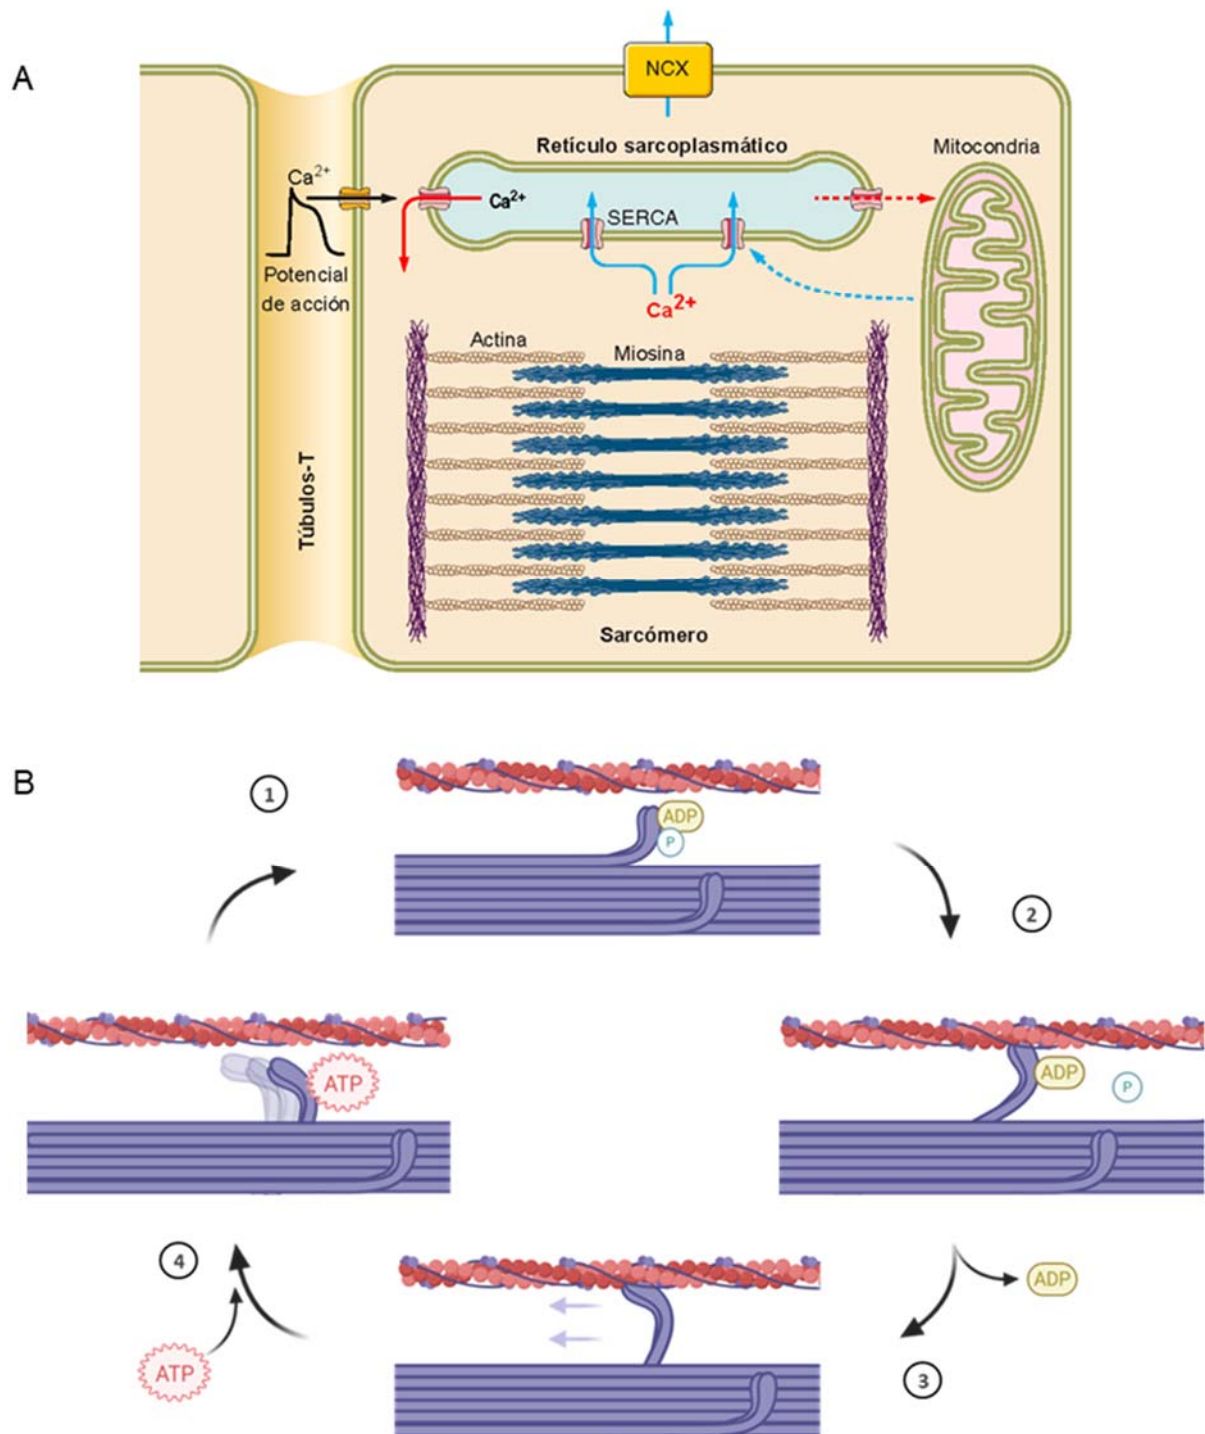 A
NCX
Retículo sarcoplasmático
Mitocondria
Ca²⁺
Ca²⁺
SERCA
Potencial
de acción
Ca²⁺
Actina
Miosina
Túbulos-T
Sarcómero
B
1
ADP
P
2
ATP
ADP
P
4
ADP
ATP
3